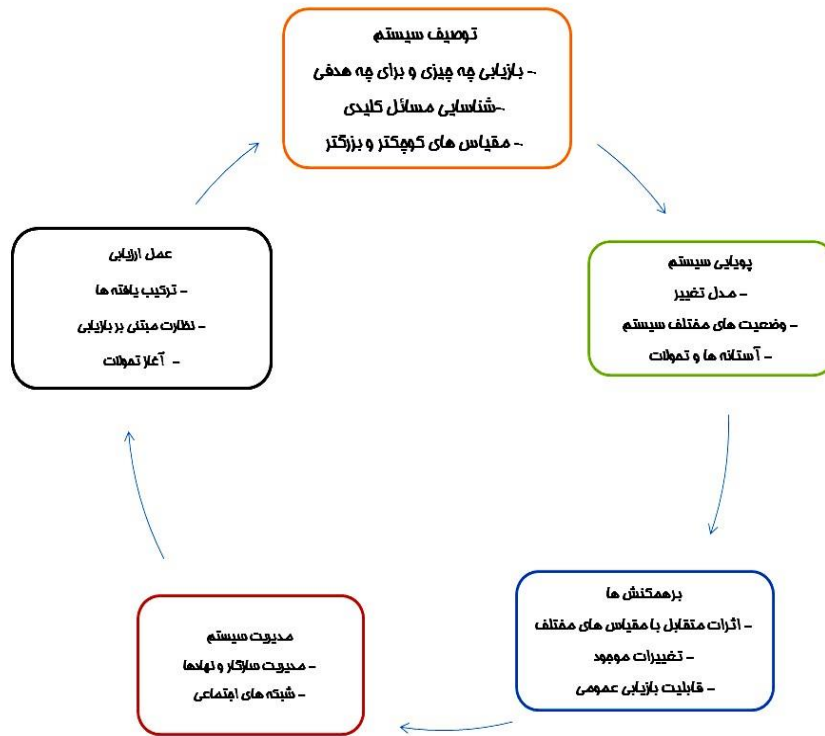 توصیف سیستم
- بازیابی چه چیزی و برای چه هدفی
-شناسایی مسائل کلیدی
- مقیاس های کوچکتر و بزرگتر
پویایی سیستم
- مدل تغییر
- وضعیت های مختلف سیستم
- آستانه ها و تحولات
برهمکنش ها
- اثرات متقابل با مقیاس های مختلف
- تغییرات موجود
- قابلیت بازیابی عمومی
مدیریت سیستم
- مدیریت سازگار و نهادها
- شبکه های اجتماعی
عمل ارزیابی
- ترکیب یافته ها
- نظارت مبتنی بر بازیابی
- آغاز تحولات